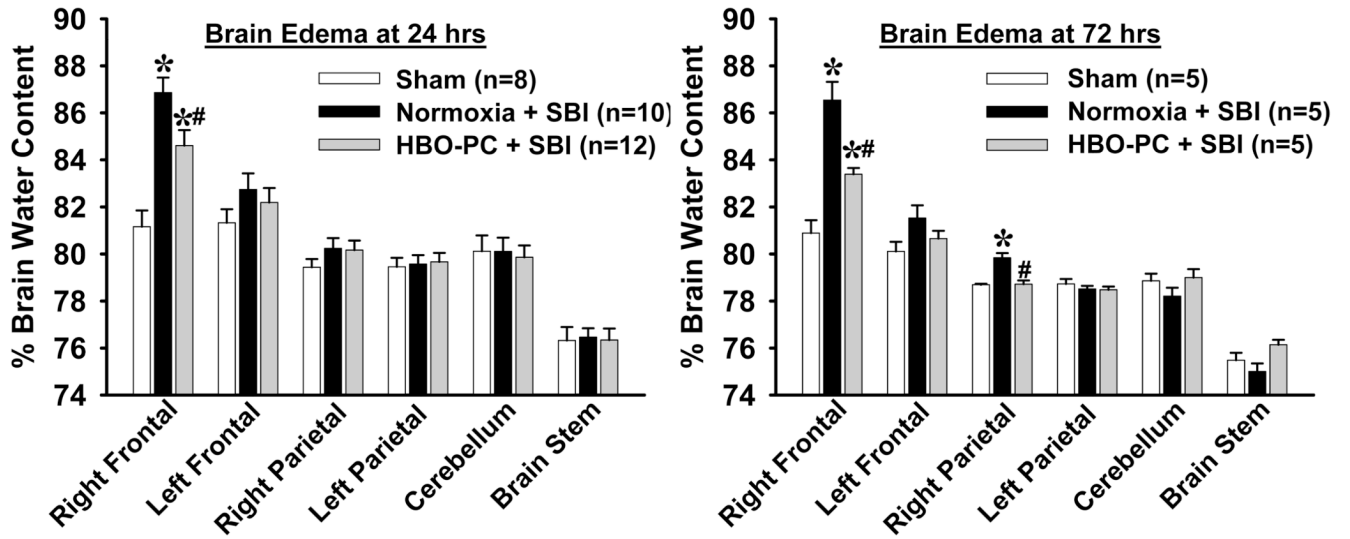 Brain Edema at 24 hrs
% Brain Water Content
90
88
86
84
82
80
78
76
74
Sham (n=8)
Normoxia + SBI (n=10)
HBO-PC + SBI (n=12)
*
*#
Right Frontal
Left Frontal
Right Parietal
Left Parietal
Cerebellum
Brain Stem
Brain Edema at 72 hrs
% Brain Water Content
90
88
86
84
82
80
78
76
74
Sham (n=5)
Normoxia + SBI (n=5)
HBO-PC + SBI (n=5)
*
*#
*
#
Right Frontal
Left Frontal
Right Parietal
Left Parietal
Cerebellum
Brain Stem